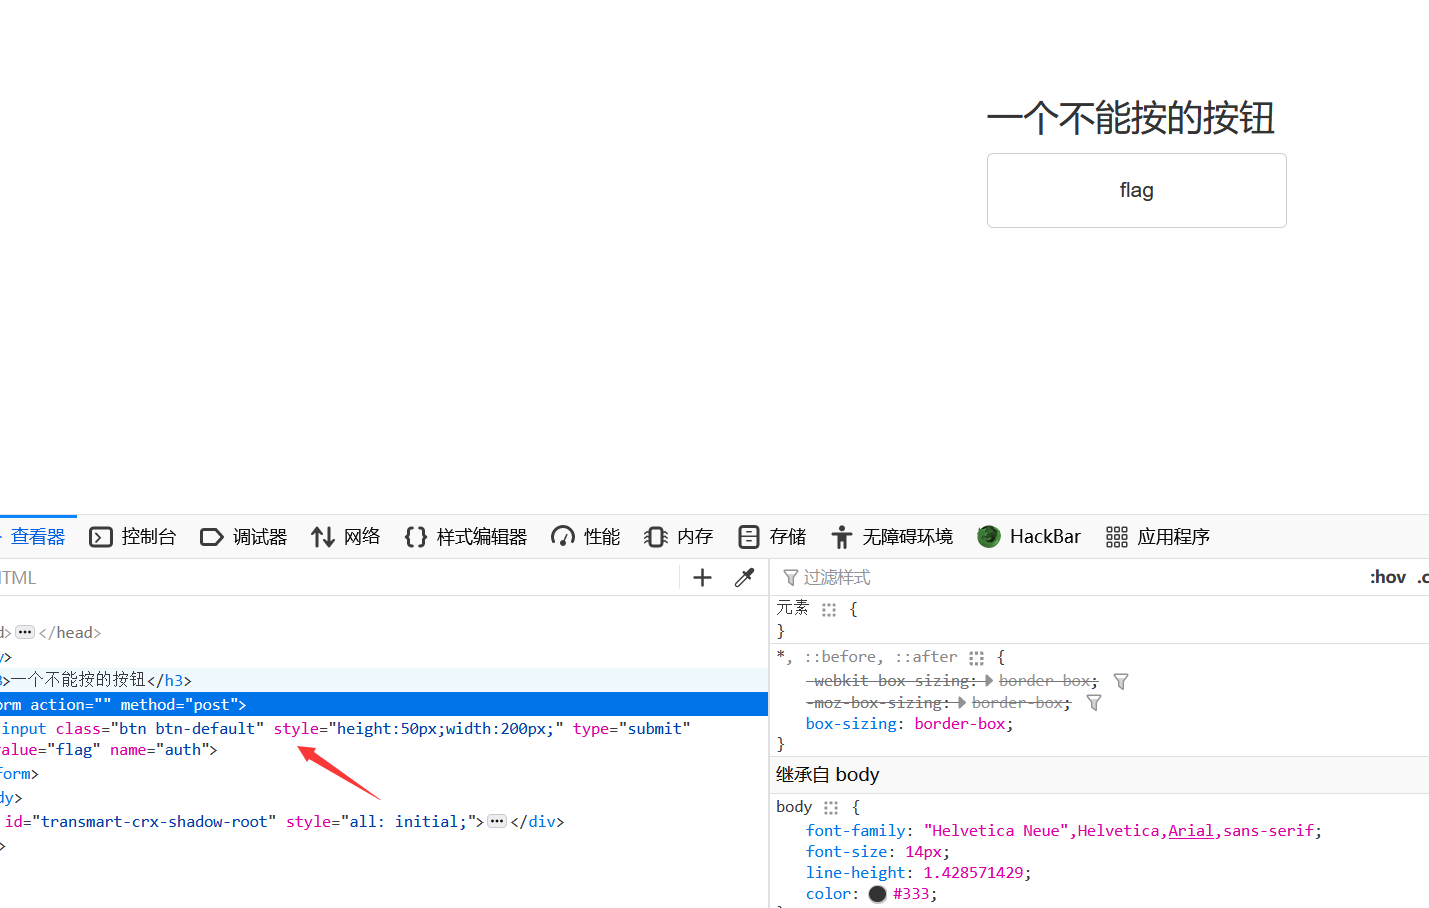 一个不能按的按钮
flag
查看器 控制台 调试器 网络 样式编辑器 性能 内存 存储 无障碍环境 HackBar 应用程序
HTML
过滤样式
:hov .c
d>•••</head>
y>
3>一个不能按的按钮</h3>
orm action="" method="post">
input class="btn btn-default" style="height:50px;width:200px;" type="submit"
alue="flag" name="auth">
form>
dy>
id="transmart-crx-shadow-root" style="all: initial;">•••</div>
>
元素 {
}
*, ::before, ::after {
-webkit-box-sizing: border-box;
-moz-box-sizing: border-box;
box-sizing: border-box;
}
继承自 body
body {
font-family: "Helvetica Neue",Helvetica,Arial,sans-serif;
font-size: 14px;
line-height: 1.428571429;
color: #333;